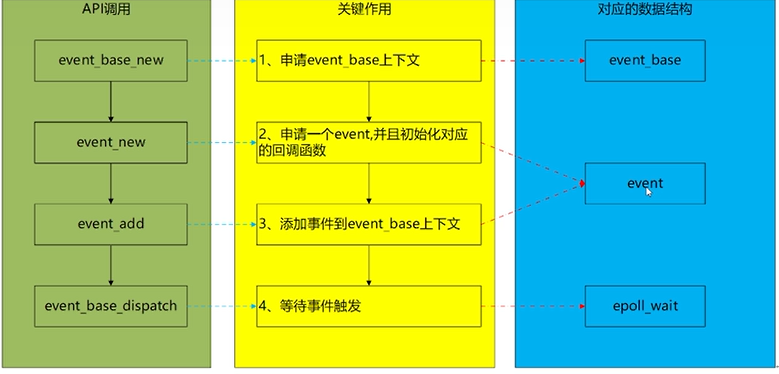 API调用
关键作用
对应的数据结构
event_base_new
1、申请event_base上下文
event_base
event_new
2、申请一个event,并且初始化对应
的回调函数
event
event_add
3、添加事件到event_base上下文
event_base_dispatch
4、等待事件触发
epoll_wait